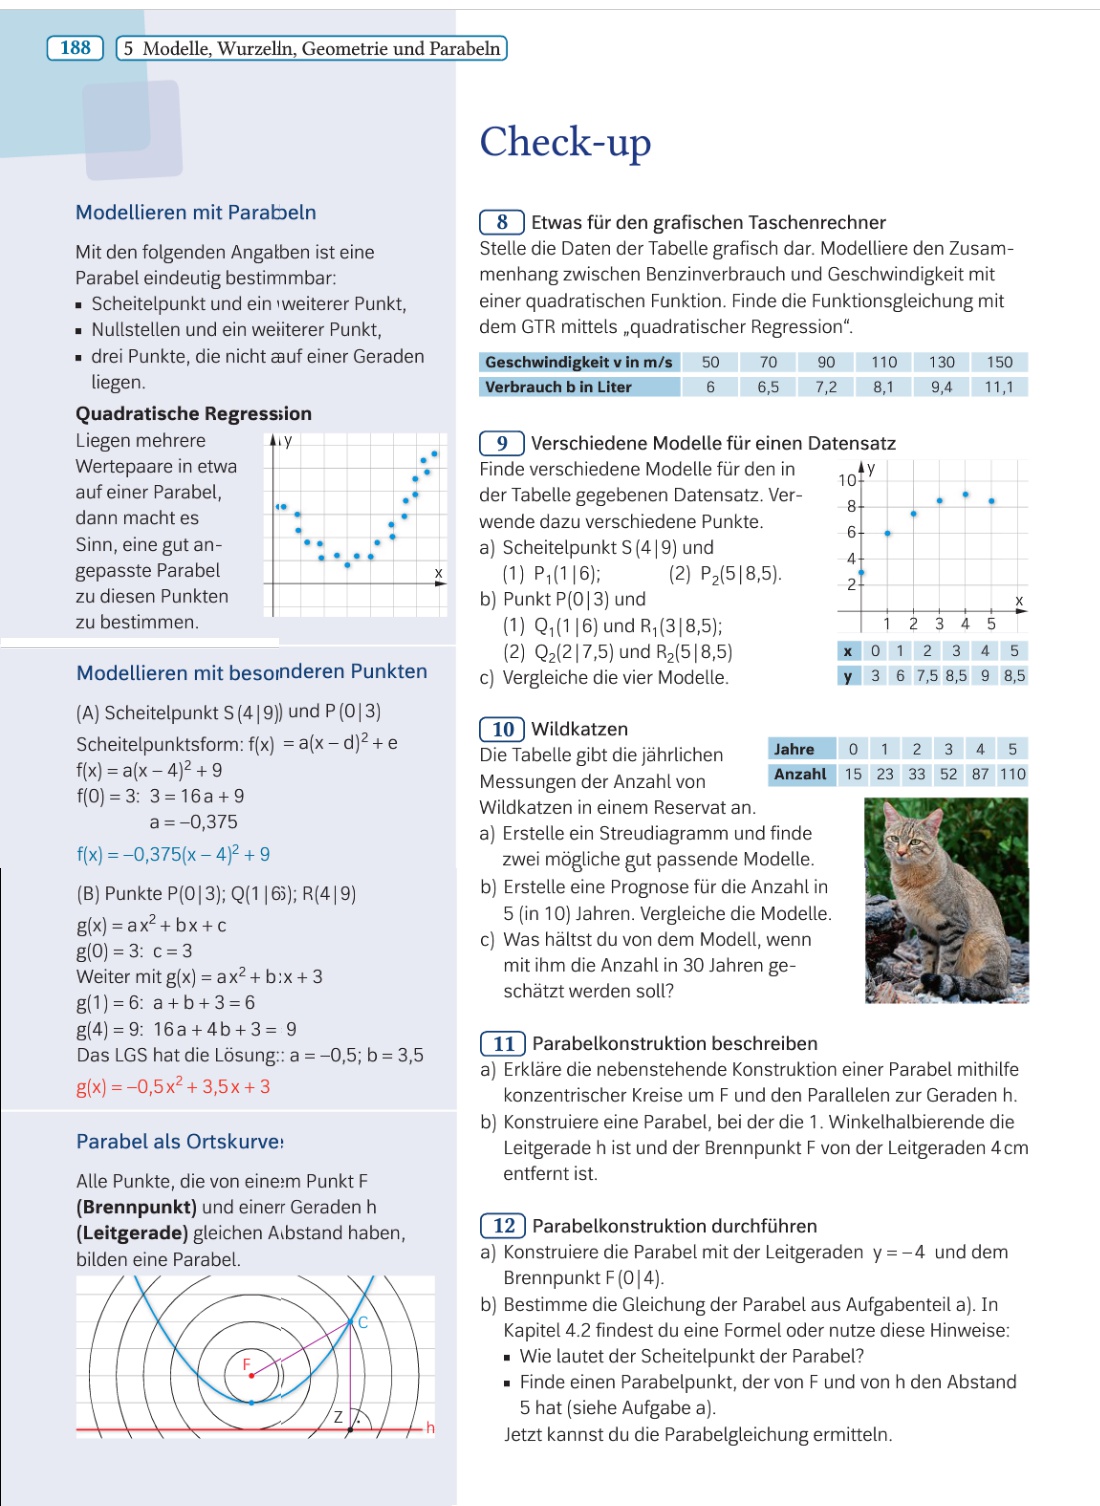 188
5 Modelle, Wurzeln, Geometrie und Parabeln
Modellieren mit Parabeln
Mit den folgenden Angaben ist eine
Parabel eindeutig bestimmbar:
▪ Scheitelpunkt und ein weiterer Punkt,
▪ Nullstellen und ein weiterer Punkt,
▪ drei Punkte, die nicht auf einer Geraden
liegen.
Quadratische Regression
Liegen mehrere
Wertepaare in etwa
auf einer Parabel,
dann macht es
Sinn, eine gut an-
gepasste Parabel
zu diesen Punkten
zu bestimmen.
y
x
Modellieren mit besonderen Punkten
(A) Scheitelpunkt S(4|9) und P(0|3)
Scheitelpunktsform: f(x) = a(x – d)² + e
f(x) = a(x – 4)² + 9
f(0) = 3: 3 = 16a + 9
a = –0,375
f(x) = –0,375(x – 4)² + 9
(B) Punkte P(0|3); Q(1|6); R(4|9)
g(x) = ax² + bx + c
g(0) = 3: c = 3
Weiter mit g(x) = ax² + bx + 3
g(1) = 6: a + b + 3 = 6
g(4) = 9: 16a + 4b + 3 = 9
Das LGS hat die Lösung: a = –0,5; b = 3,5
g(x) = –0,5x² + 3,5x + 3
Parabel als Ortskurve
Alle Punkte, die von einem Punkt F
(Brennpunkt) und einer Geraden h
(Leitgerade) gleichen Abstand haben,
bilden eine Parabel.
C
F
Z
h
Check-up
8 Etwas für den grafischen Taschenrechner
Stelle die Daten der Tabelle grafisch dar. Modelliere den Zusam-
menhang zwischen Benzinverbrauch und Geschwindigkeit mit
einer quadratischen Funktion. Finde die Funktionsgleichung mit
dem GTR mittels „quadratischer Regression“.
Geschwindigkeit v in m/s 50 70 90 110 130 150
Verbrauch b in Liter 6 6,5 7,2 8,1 9,4 11,1
9 Verschiedene Modelle für einen Datensatz
Finde verschiedene Modelle für den in
der Tabelle gegebenen Datensatz. Ver-
wende dazu verschiedene Punkte.
a) Scheitelpunkt S(4|9) und
(1) P₁(1|6); (2) P₂(5|8,5).
b) Punkt P(0|3) und
(1) Q₁(1|6) und R₁(3|8,5);
(2) Q₂(2|7,5) und R₂(5|8,5)
c) Vergleiche die vier Modelle.
y
10
8
6
4
2
x
1 2 3 4 5
x 0 1 2 3 4 5
y 3 6 7,5 8,5 9 8,5
10 Wildkatzen
Die Tabelle gibt die jährlichen
Messungen der Anzahl von
Wildkatzen in einem Reservat an.
a) Erstelle ein Streudiagramm und finde
zwei mögliche gut passende Modelle.
b) Erstelle eine Prognose für die Anzahl in
5 (in 10) Jahren. Vergleiche die Modelle.
c) Was hältst du von dem Modell, wenn
mit ihm die Anzahl in 30 Jahren ge-
schätzt werden soll?
Jahre 0 1 2 3 4 5
Anzahl 15 23 33 52 87 110
11 Parabelkonstruktion beschreiben
a) Erkläre die nebenstehende Konstruktion einer Parabel mithilfe
konzentrischer Kreise um F und den Parallelen zur Geraden h.
b) Konstruiere eine Parabel, bei der die 1. Winkelhalbierende die
Leitgerade h ist und der Brennpunkt F von der Leitgeraden 4 cm
entfernt ist.
12 Parabelkonstruktion durchführen
a) Konstruiere die Parabel mit der Leitgeraden y = –4 und dem
Brennpunkt F(0|4).
b) Bestimme die Gleichung der Parabel aus Aufgabenteil a). In
Kapitel 4.2 findest du eine Formel oder nutze diese Hinweise:
▪ Wie lautet der Scheitelpunkt der Parabel?
▪ Finde einen Parabelpunkt, der von F und von h den Abstand
5 hat (siehe Aufgabe a).
Jetzt kannst du die Parabelgleichung ermitteln.